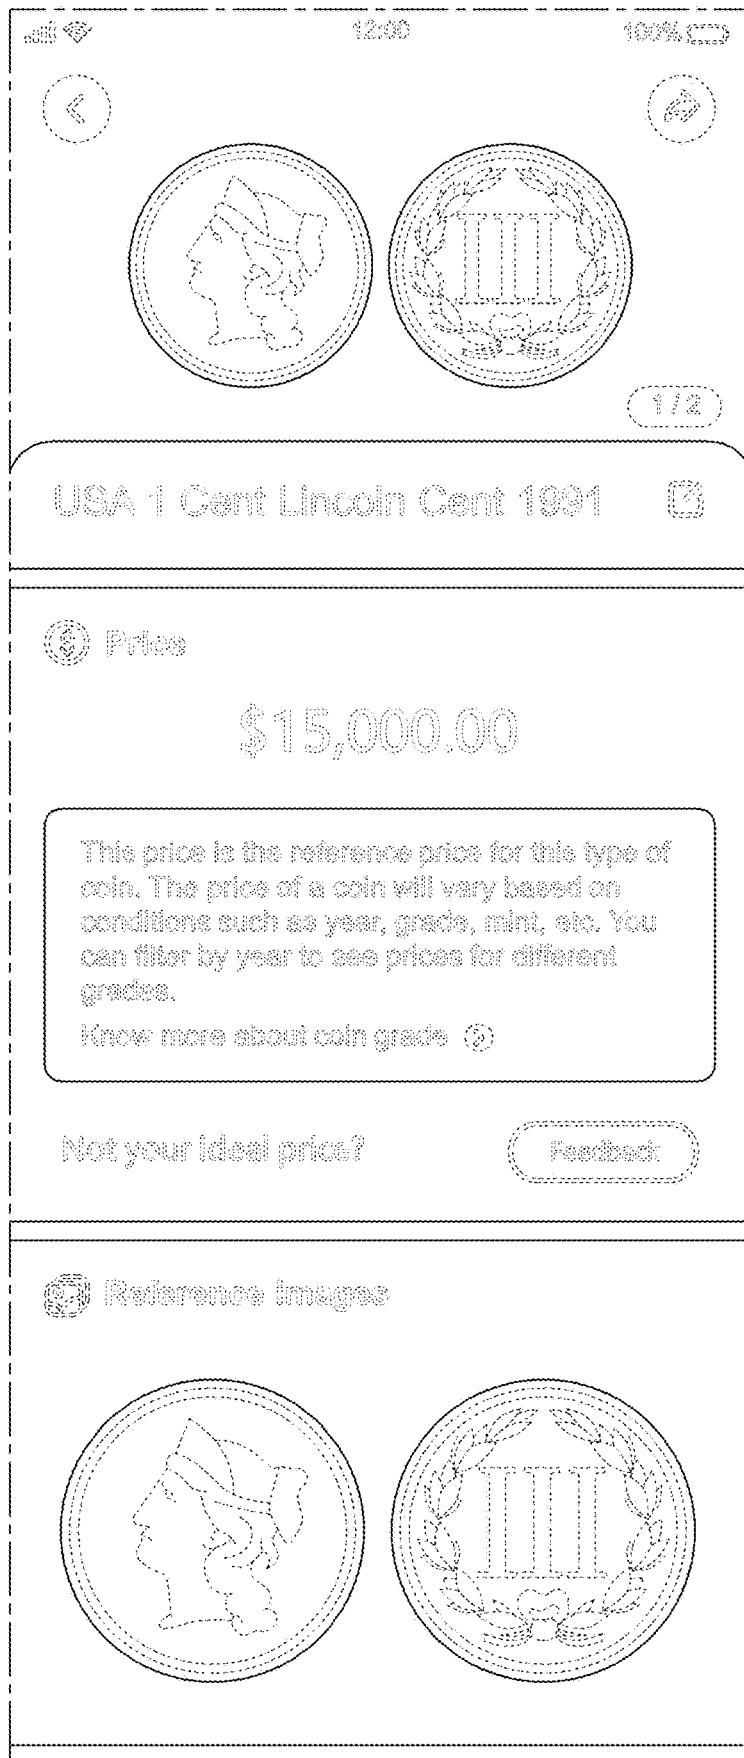 12:00
100%
III
1 / 2
USA 1 Cent Lincoln Cent 1991
$ Price
$15,000.00
This price is the reference price for this type of
coin. The price of a coin will vary based on
conditions such as year, grade, mint, etc. You
can filter by year to see prices for different
grades.
Know more about coin grade
Not your ideal price?
Feedback
Reference Images
III